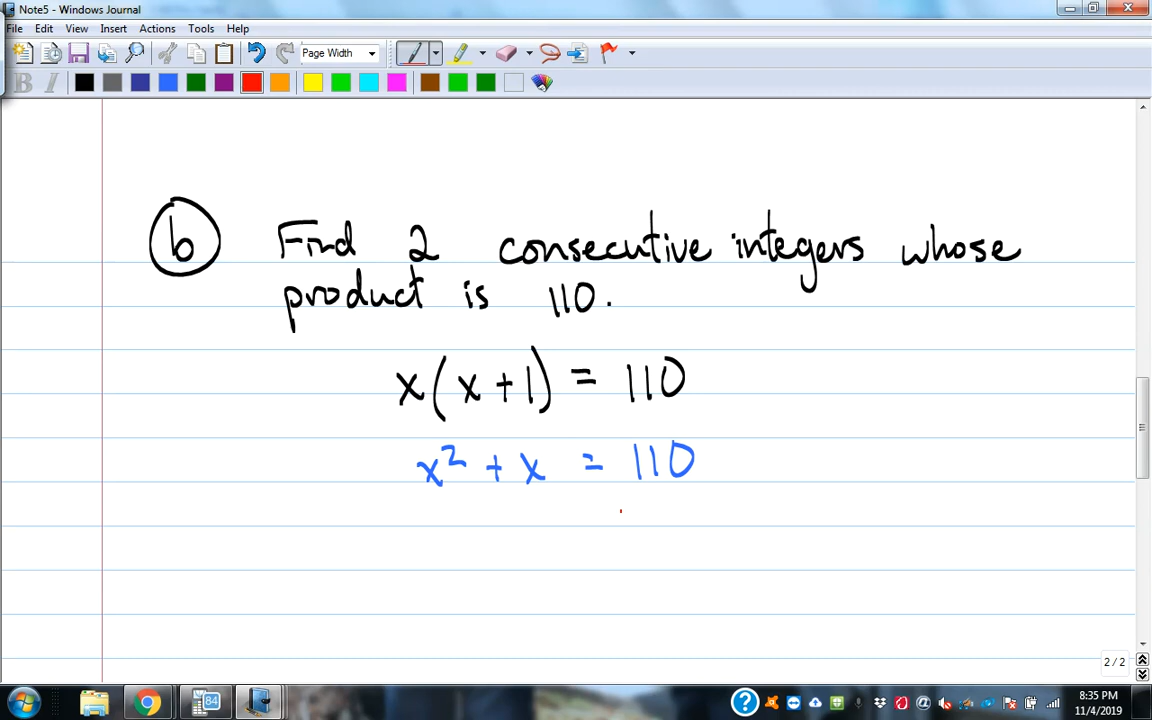 Note5 - Windows Journal
File Edit View Insert Actions Tools Help
Page Width
B I
b Find 2 consecutive integers whose
product is 110.
x(x+1) = 110
x² + x = 110
2 / 2
84
8:35 PM
11/4/2019